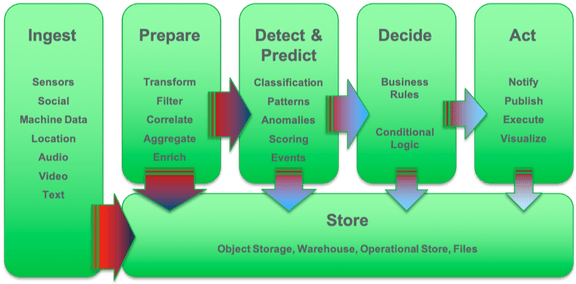 Ingest
Sensors
Social
Machine Data
Location
Audio
Video
Text
Prepare
Transform
Filter
Correlate
Aggregate
Enrich
Detect &
Predict
Classification
Patterns
Anomalies
Scoring
Events
Decide
Business
Rules
Conditional
Logic
Act
Notify
Publish
Execute
Visualize
Store
Object Storage, Warehouse, Operational Store, Files